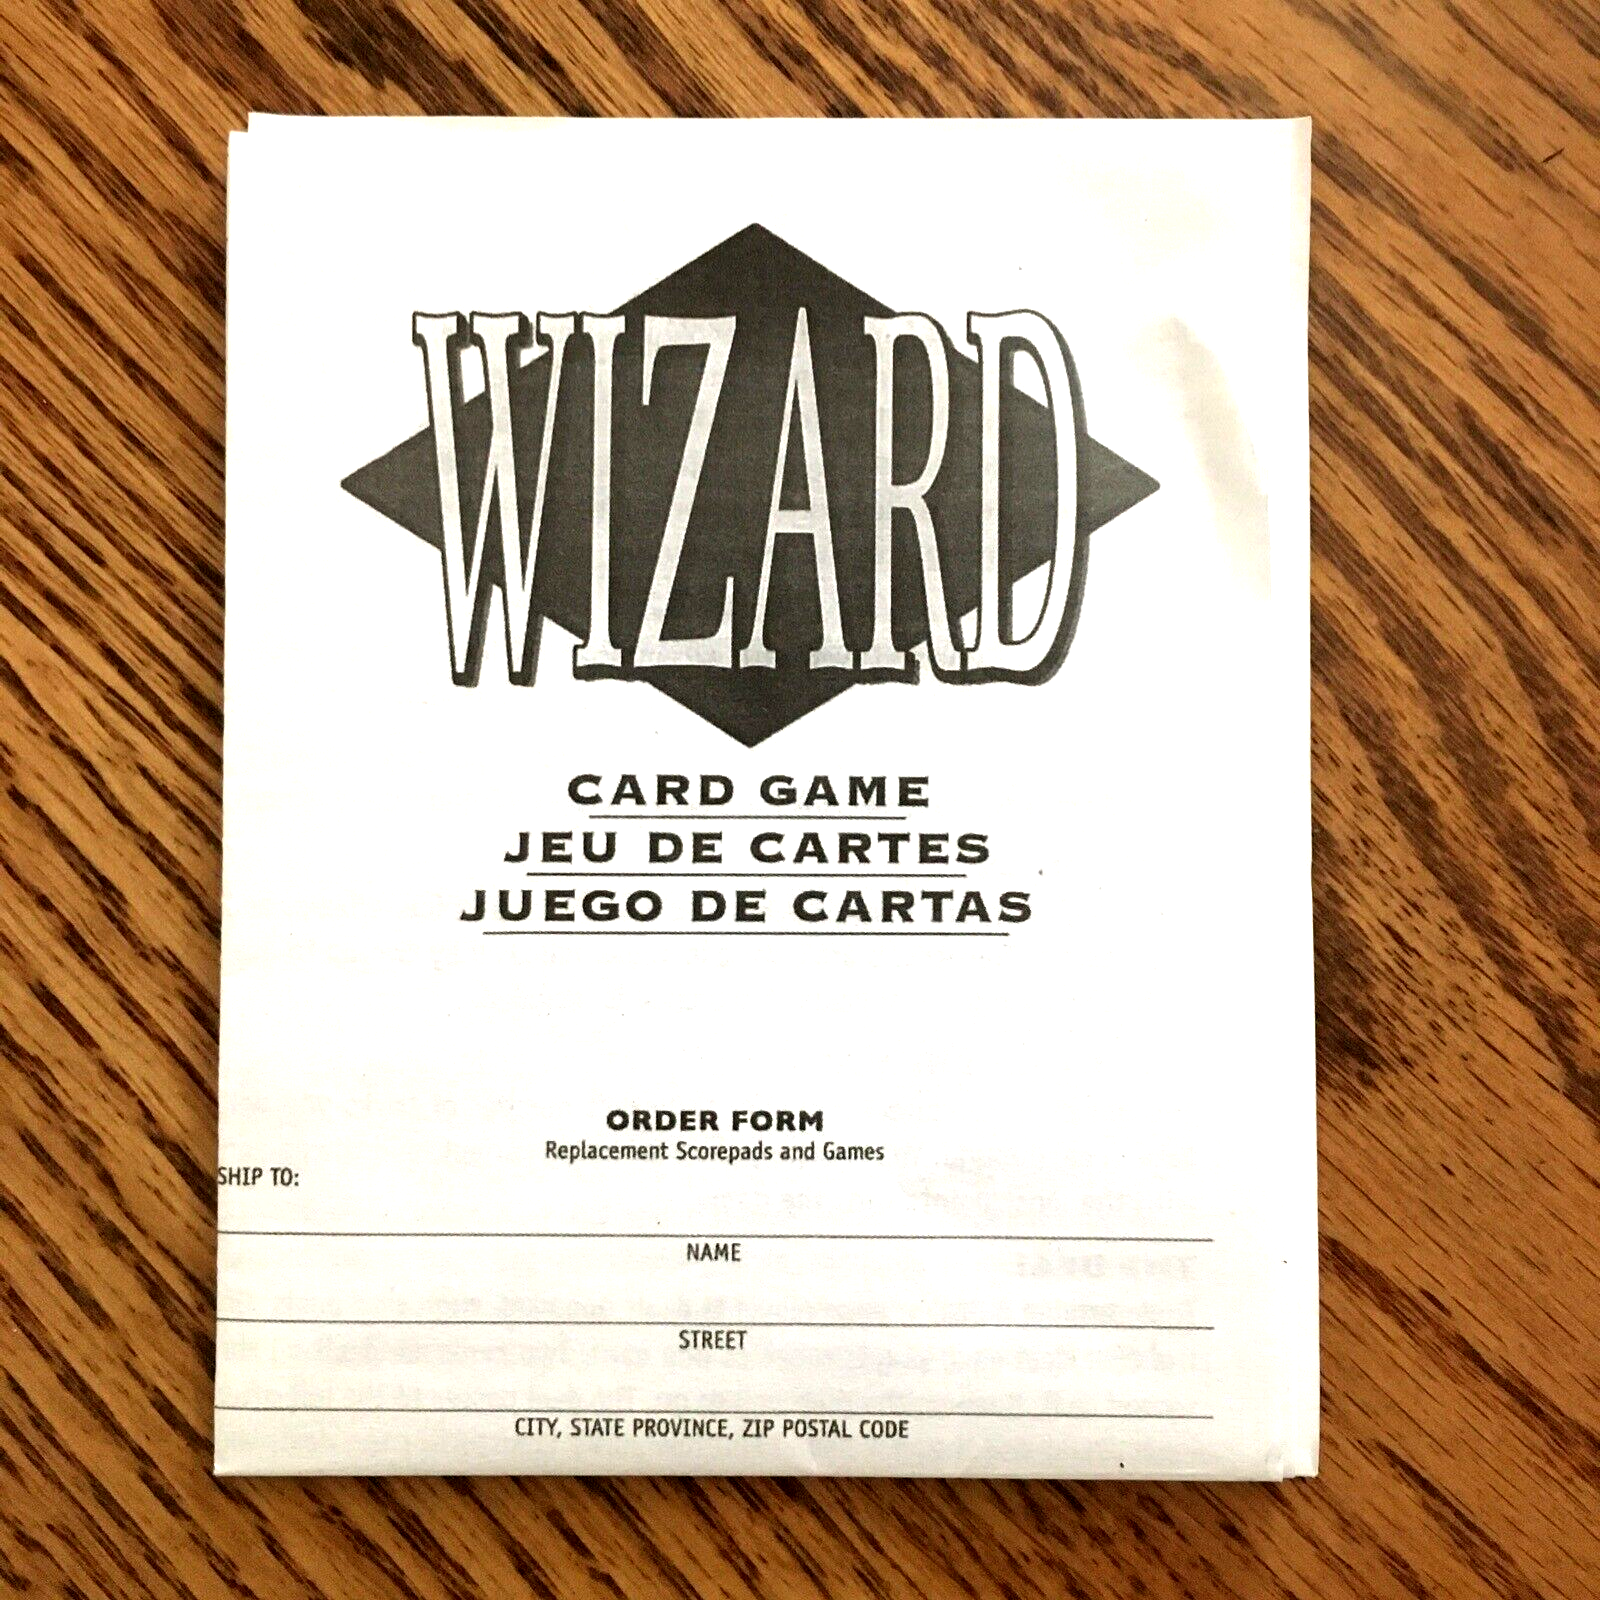 WIZARD
CARD GAME
JEU DE CARTES
JUEGO DE CARTAS
ORDER FORM
Replacement Scorepads and Games
SHIP TO:
NAME
STREET
CITY, STATE PROVINCE, ZIP POSTAL CODE